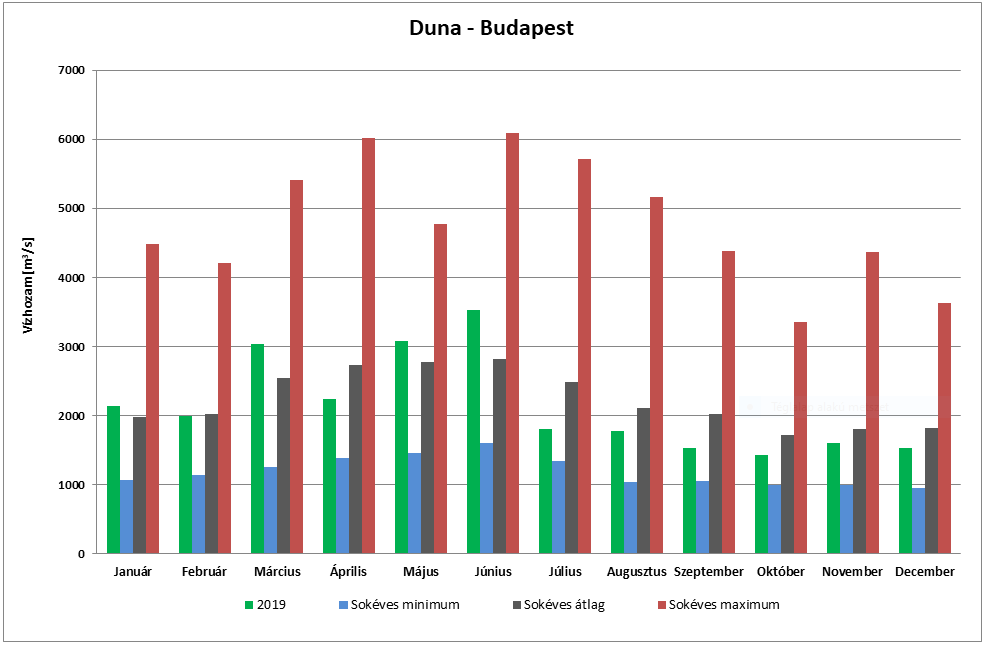 Duna - Budapest
7000
6000
5000
4000
3000
2000
1000
0
Vízhozam [m³/s]
Január Február Március Április Május Június Július Augusztus Szeptember Október November December
2019 Sokéves minimum Sokéves átlag Sokéves maximum